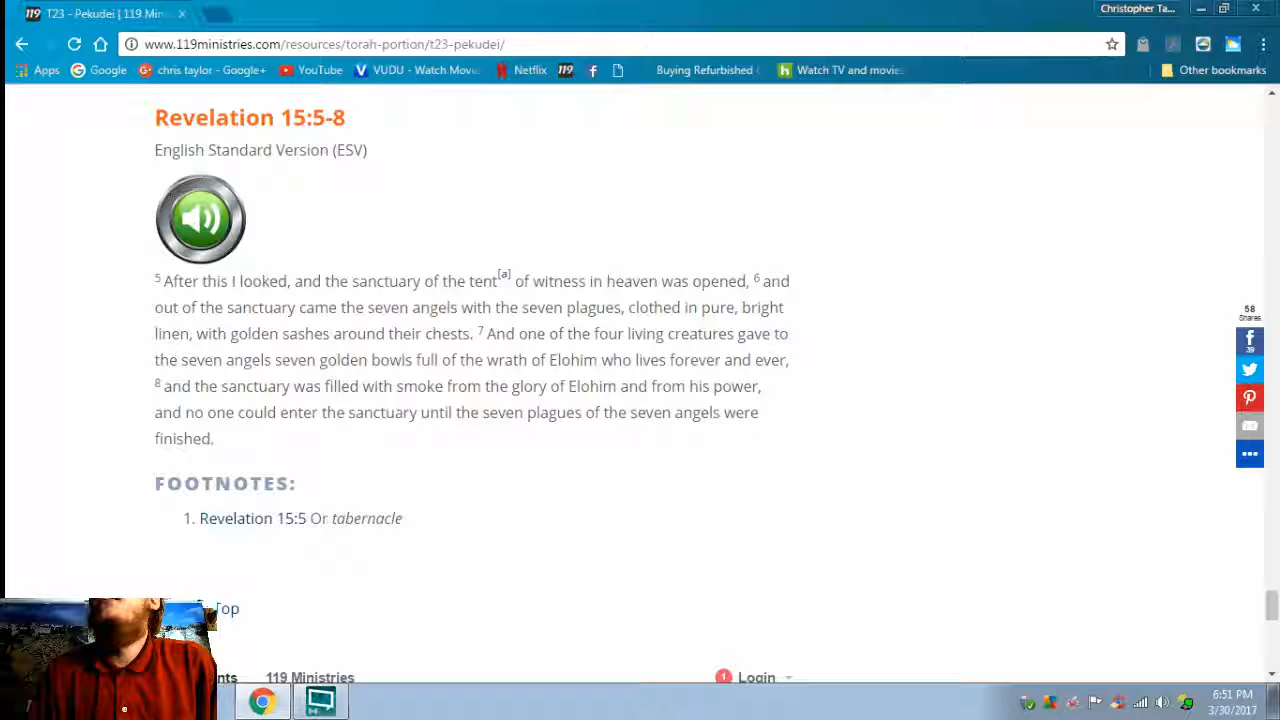 119 T23 - Pekudei | 119 Min
Christopher Ta...
www.119ministries.com/resources/torah-portion/t23-pekudei/
Apps Google chris taylor - Google+ YouTube VUDU - Watch Movie Netflix 119 Buying Refurbished Watch TV and movies Other bookmarks
Revelation 15:5-8
English Standard Version (ESV)
5 After this I looked, and the sanctuary of the tent[a] of witness in heaven was opened, 6 and
out of the sanctuary came the seven angels with the seven plagues, clothed in pure, bright
linen, with golden sashes around their chests. 7 And one of the four living creatures gave to
the seven angels seven golden bowls full of the wrath of Elohim who lives forever and ever,
8 and the sanctuary was filled with smoke from the glory of Elohim and from his power,
and no one could enter the sanctuary until the seven plagues of the seven angels were
finished.
58
Shares
39
FOOTNOTES:
1. Revelation 15:5 Or tabernacle
Top
nts 119 Ministries 1 Login
6:51 PM
3/30/2017